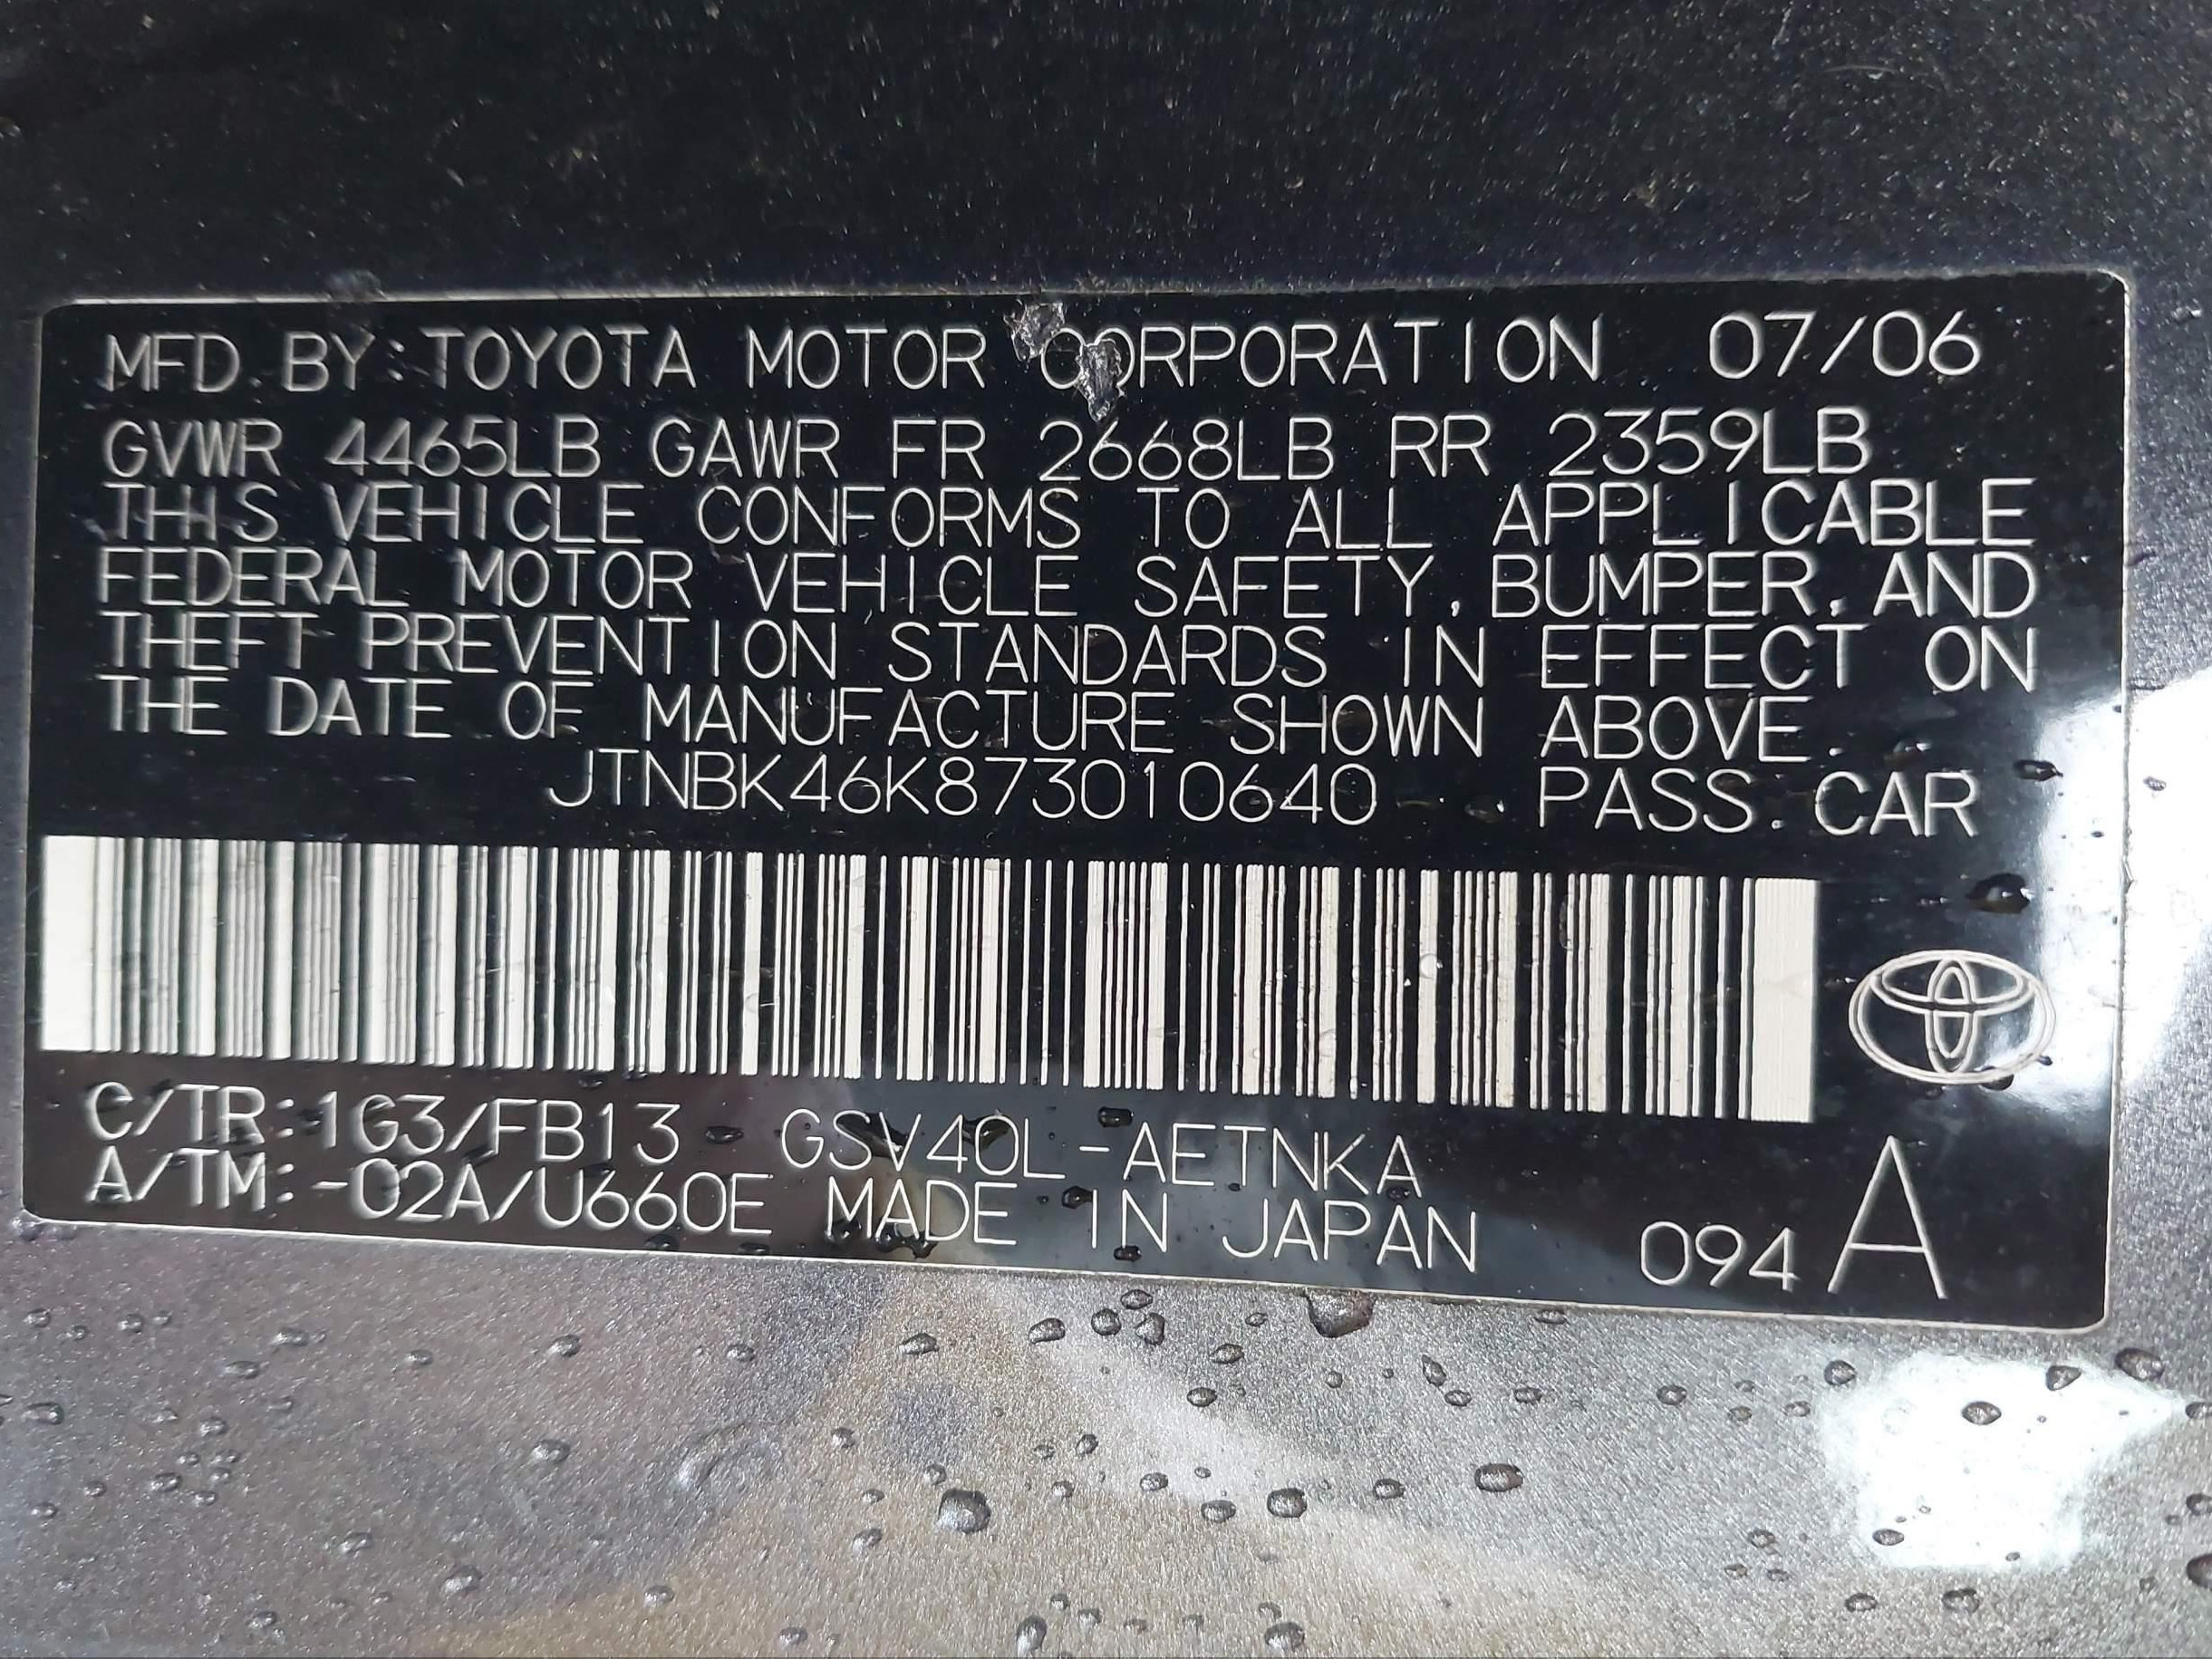 MFD. BY: TOYOTA MOTOR CORPORATION 07/06
GVWR 4465LB GAWR FR 2668LB RR 2359LB
THIS VEHICLE CONFORMS TO ALL APPLICABLE
FEDERAL MOTOR VEHICLE SAFETY, BUMPER, AND
THEFT PREVENTION STANDARDS IN EFFECT ON
THE DATE OF MANUFACTURE SHOWN ABOVE.
JTNBK46K873010640 PASS. CAR
C/TR: 1G3/FB13 GSV40L-AETNKA
A/TM: -02A/U660E MADE IN JAPAN 094 A